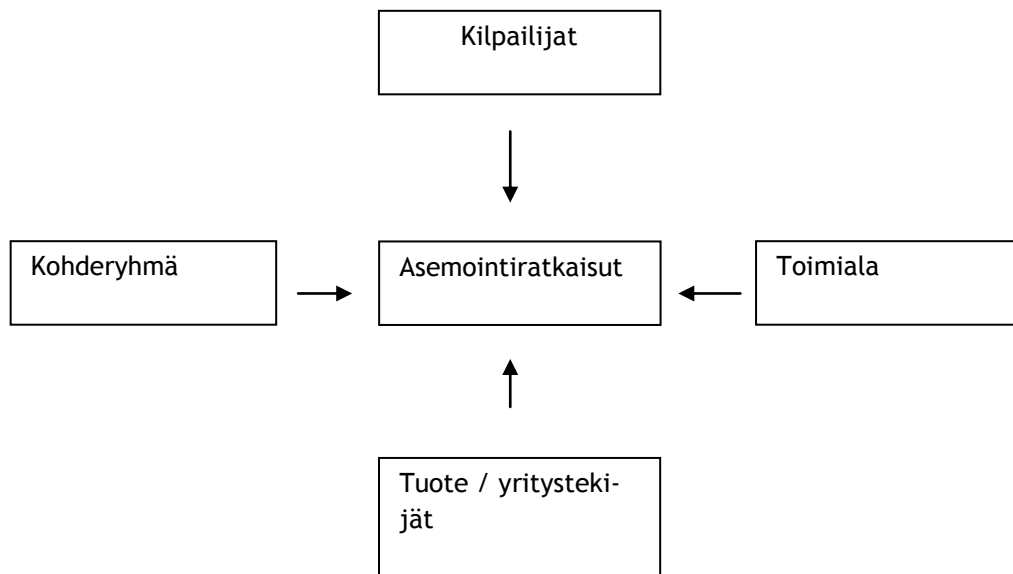 Kilpailijat
Kohderyhmä
Asemointiratkaisut
Toimiala
Tuote / yritysteki-
jät